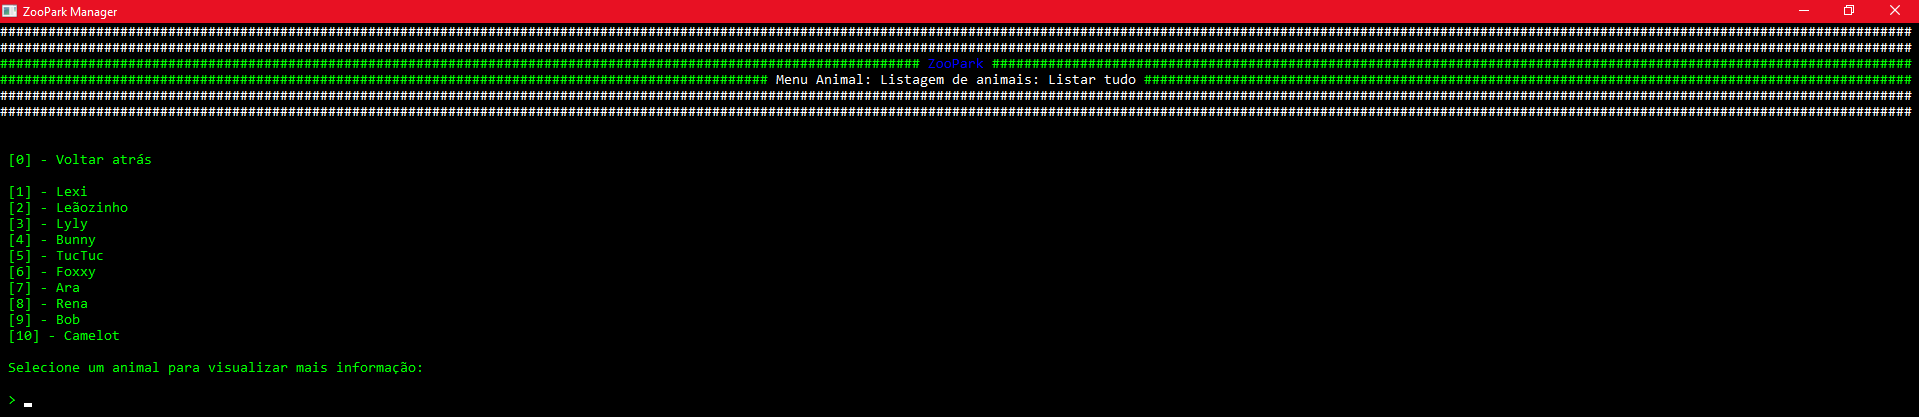 ZooPark Manager
ZooPark
Menu Animal: Listagem de animais: Listar tudo
[0] - Voltar atrás
[1] - Lexi
[2] - Leãozinho
[3] - Lyly
[4] - Bunny
[5] - TucTuc
[6] - Foxxy
[7] - Ara
[8] - Rena
[9] - Bob
[10] - Camelot
Selecione um animal para visualizar mais informação:
>